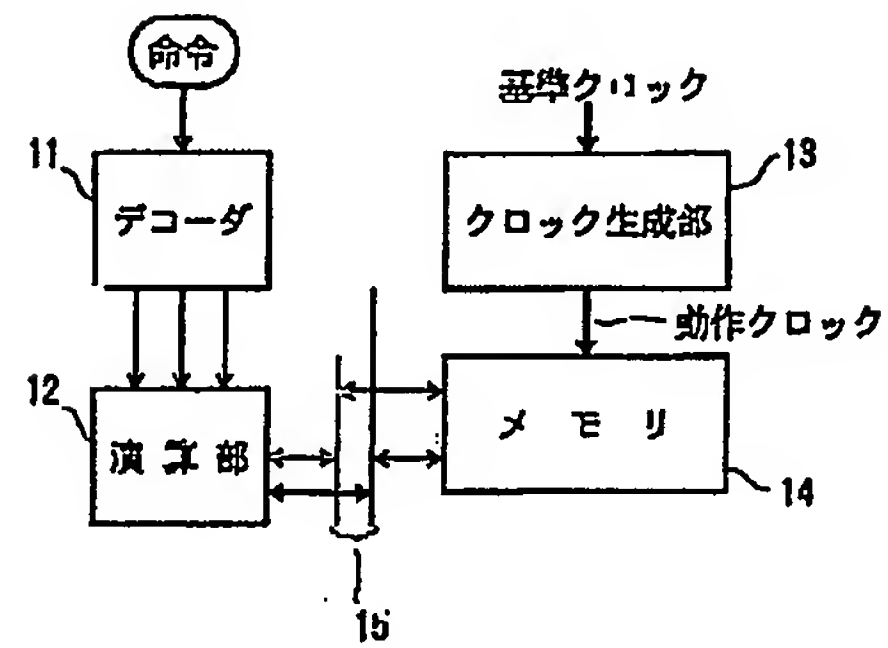 命令
基準クロック
11
デコーダ
13
クロック生成部
動作クロック
12
演算部
メモリ
14
15